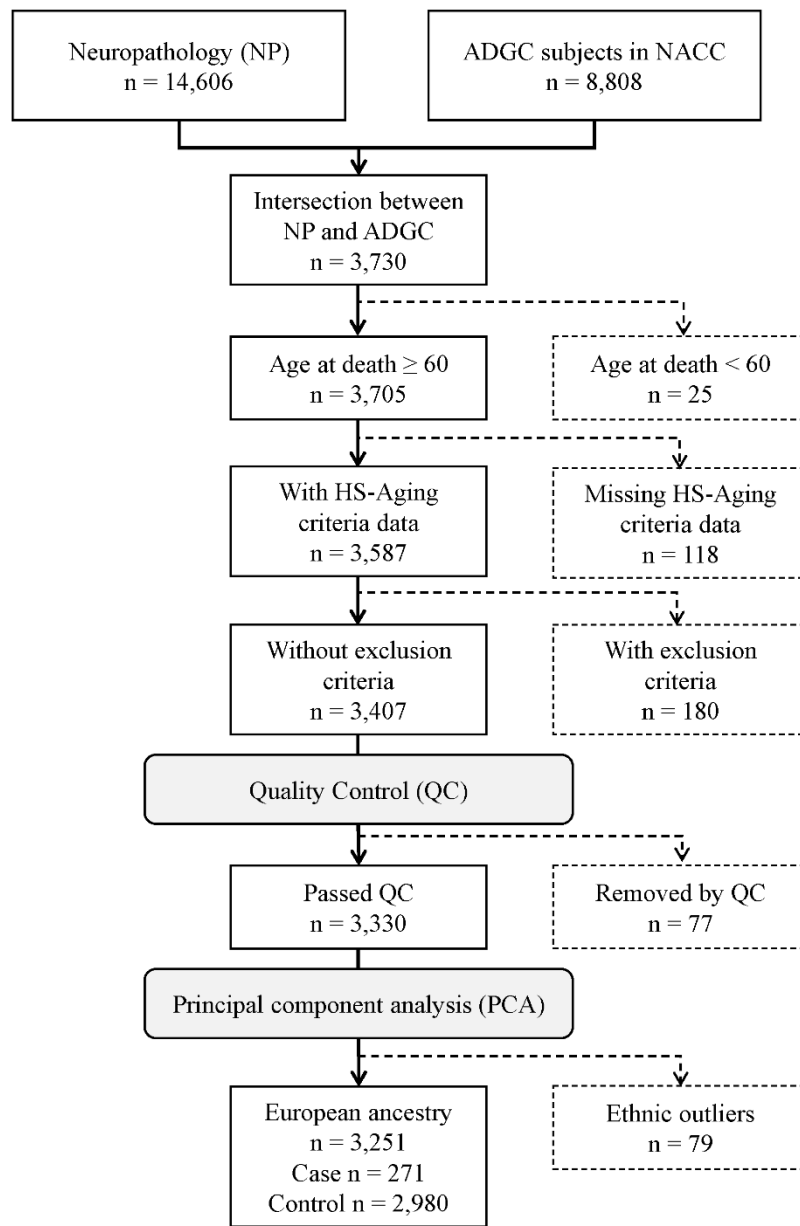 Neuropathology (NP)
n = 14,606
ADGC subjects in NACC
n = 8,808
Intersection between
NP and ADGC
n = 3,730
Age at death ≥ 60
n = 3,705
Age at death < 60
n = 25
With HS-Aging
criteria data
n = 3,587
Missing HS-Aging
criteria data
n = 118
Without exclusion
criteria
n = 3,407
With exclusion
criteria
n = 180
Quality Control (QC)
Passed QC
n = 3,330
Removed by QC
n = 77
Principal component analysis (PCA)
European ancestry
n = 3,251
Case n = 271
Control n = 2,980
Ethnic outliers
n = 79